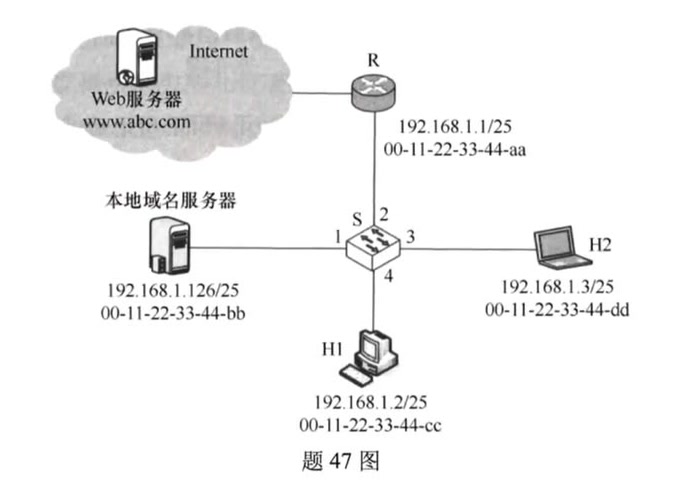 Internet
Web服务器
www.abc.com
R
192.168.1.1/25
00-11-22-33-44-aa
本地域名服务器
192.168.1.126/25
00-11-22-33-44-bb
S
1
2
3
4
H2
192.168.1.3/25
00-11-22-33-44-dd
H1
192.168.1.2/25
00-11-22-33-44-cc
题 47 图